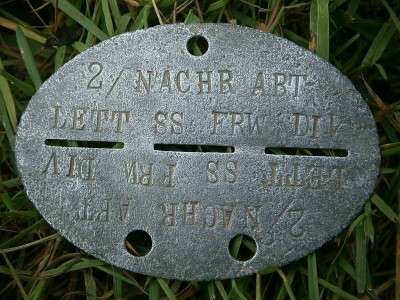 2/ NACHR ABT-
LETT SS FRW DIV
2/NACHR ABT
LETT SS FRW DIV